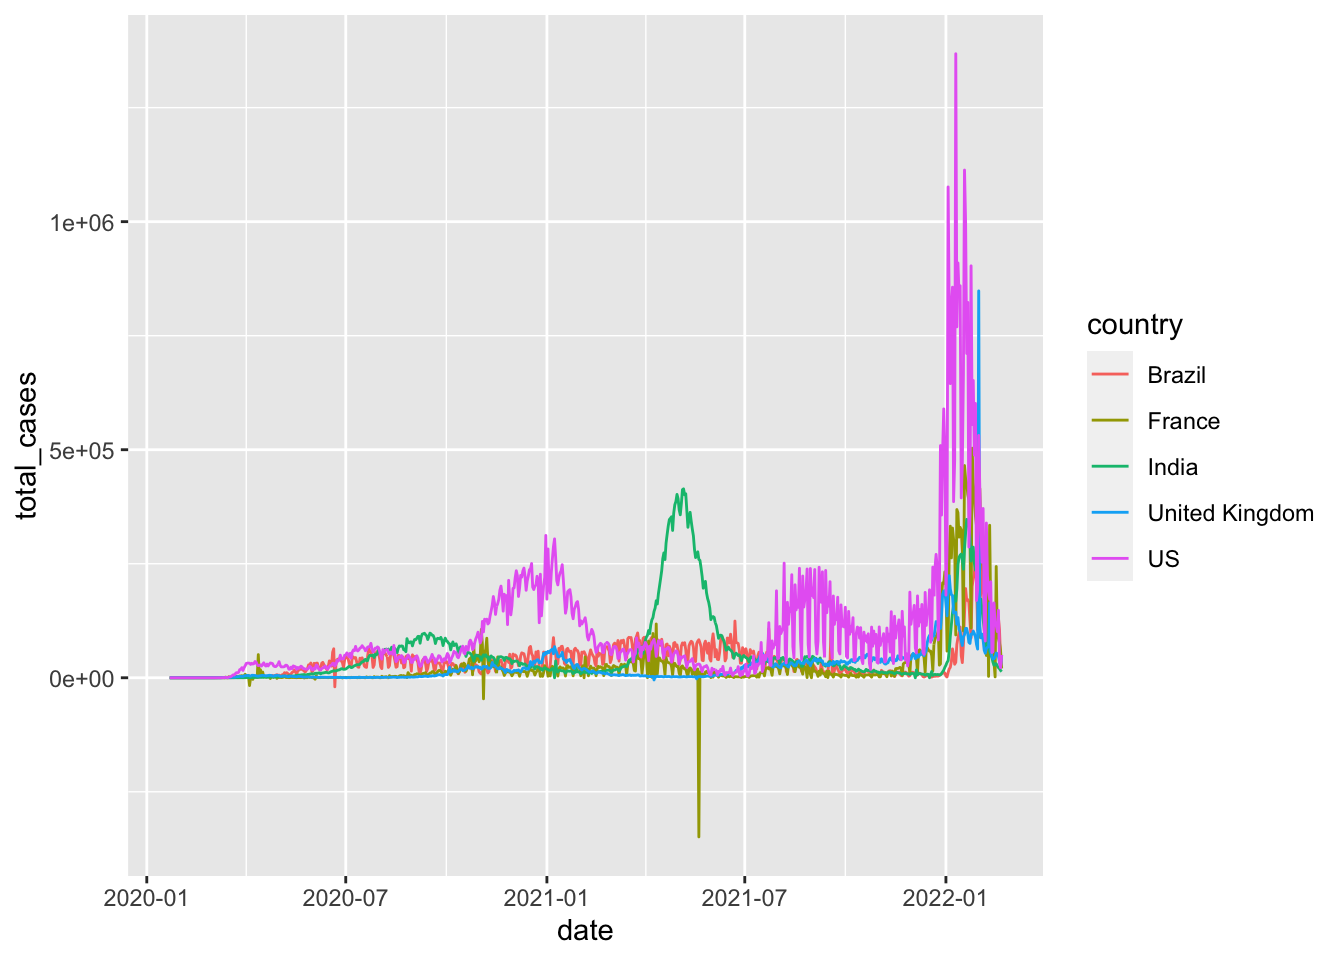 1e+06
5e+05
0e+00
total_cases
2020-01
2020-07
2021-01
2021-07
2022-01
date
country
Brazil
France
India
United Kingdom
US